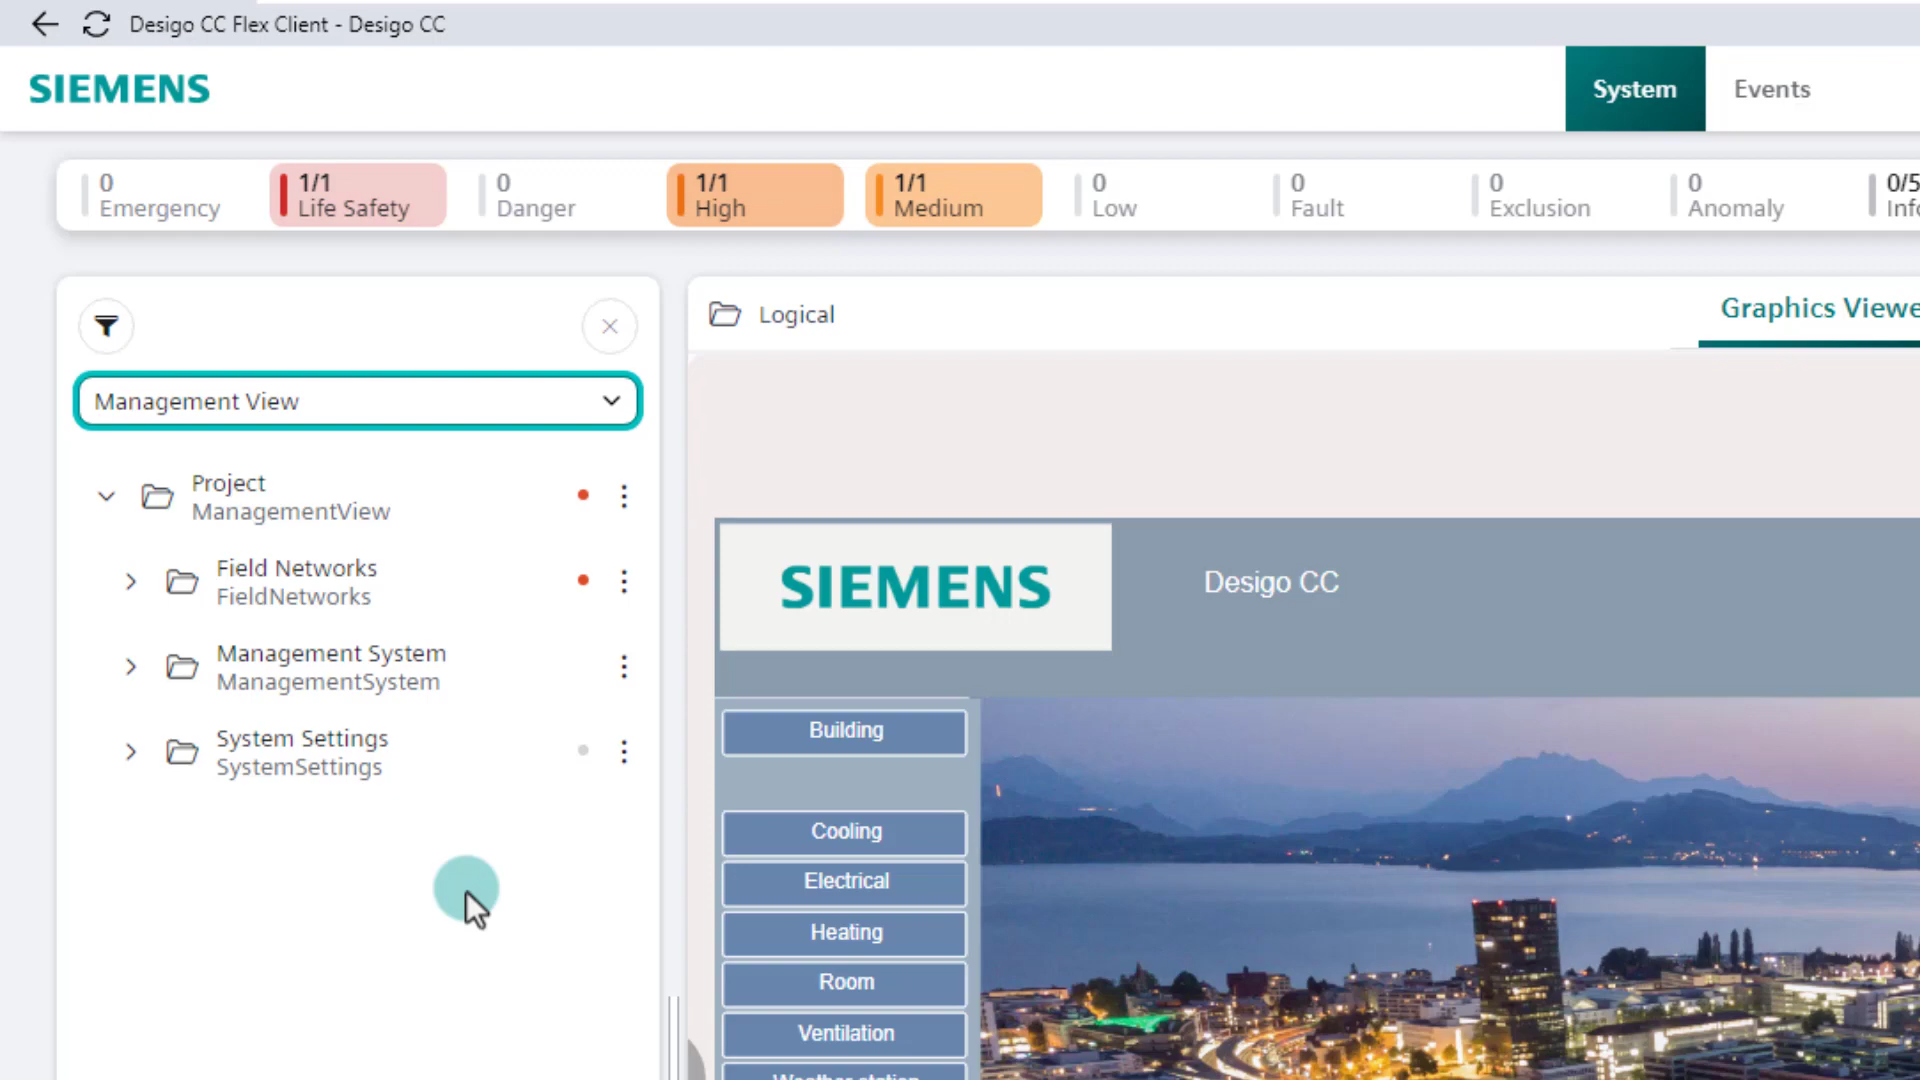 Desigo CC Flex Client - Desigo CC
SIEMENS
System
Events
0
Emergency
1/1
Life Safety
0
Danger
1/1
High
1/1
Medium
0
Low
0
Fault
0
Exclusion
0
Anomaly
0/5
Info
Management View
Project
ManagementView
Field Networks
FieldNetworks
Management System
ManagementSystem
System Settings
SystemSettings
Logical
Graphics Viewe
SIEMENS
Desigo CC
Building
Cooling
Electrical
Heating
Room
Ventilation
Weather station